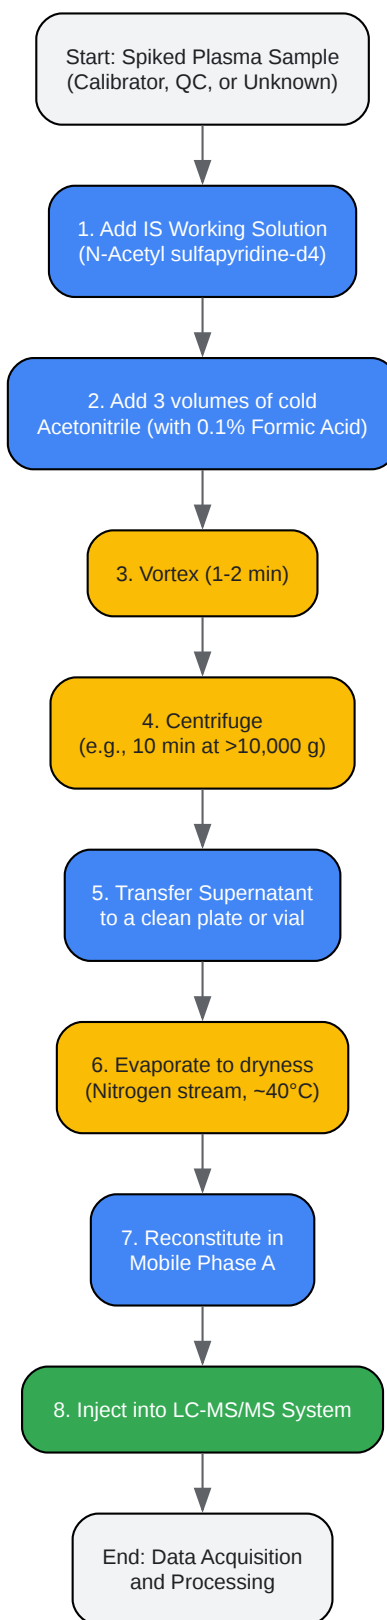 Start: Spiked Plasma Sample
(Calibrator, QC, or Unknown)
1. Add IS Working Solution
(N-Acetyl sulfapyridine-d4)
2. Add 3 volumes of cold
Acetonitrile (with 0.1% Formic Acid)
3. Vortex (1-2 min)
4. Centrifuge
(e.g., 10 min at >10,000 g)
5. Transfer Supernatant
to a clean plate or vial
6. Evaporate to dryness
(Nitrogen stream, ~40°C)
7. Reconstitute in
Mobile Phase A
8. Inject into LC-MS/MS System
End: Data Acquisition
and Processing